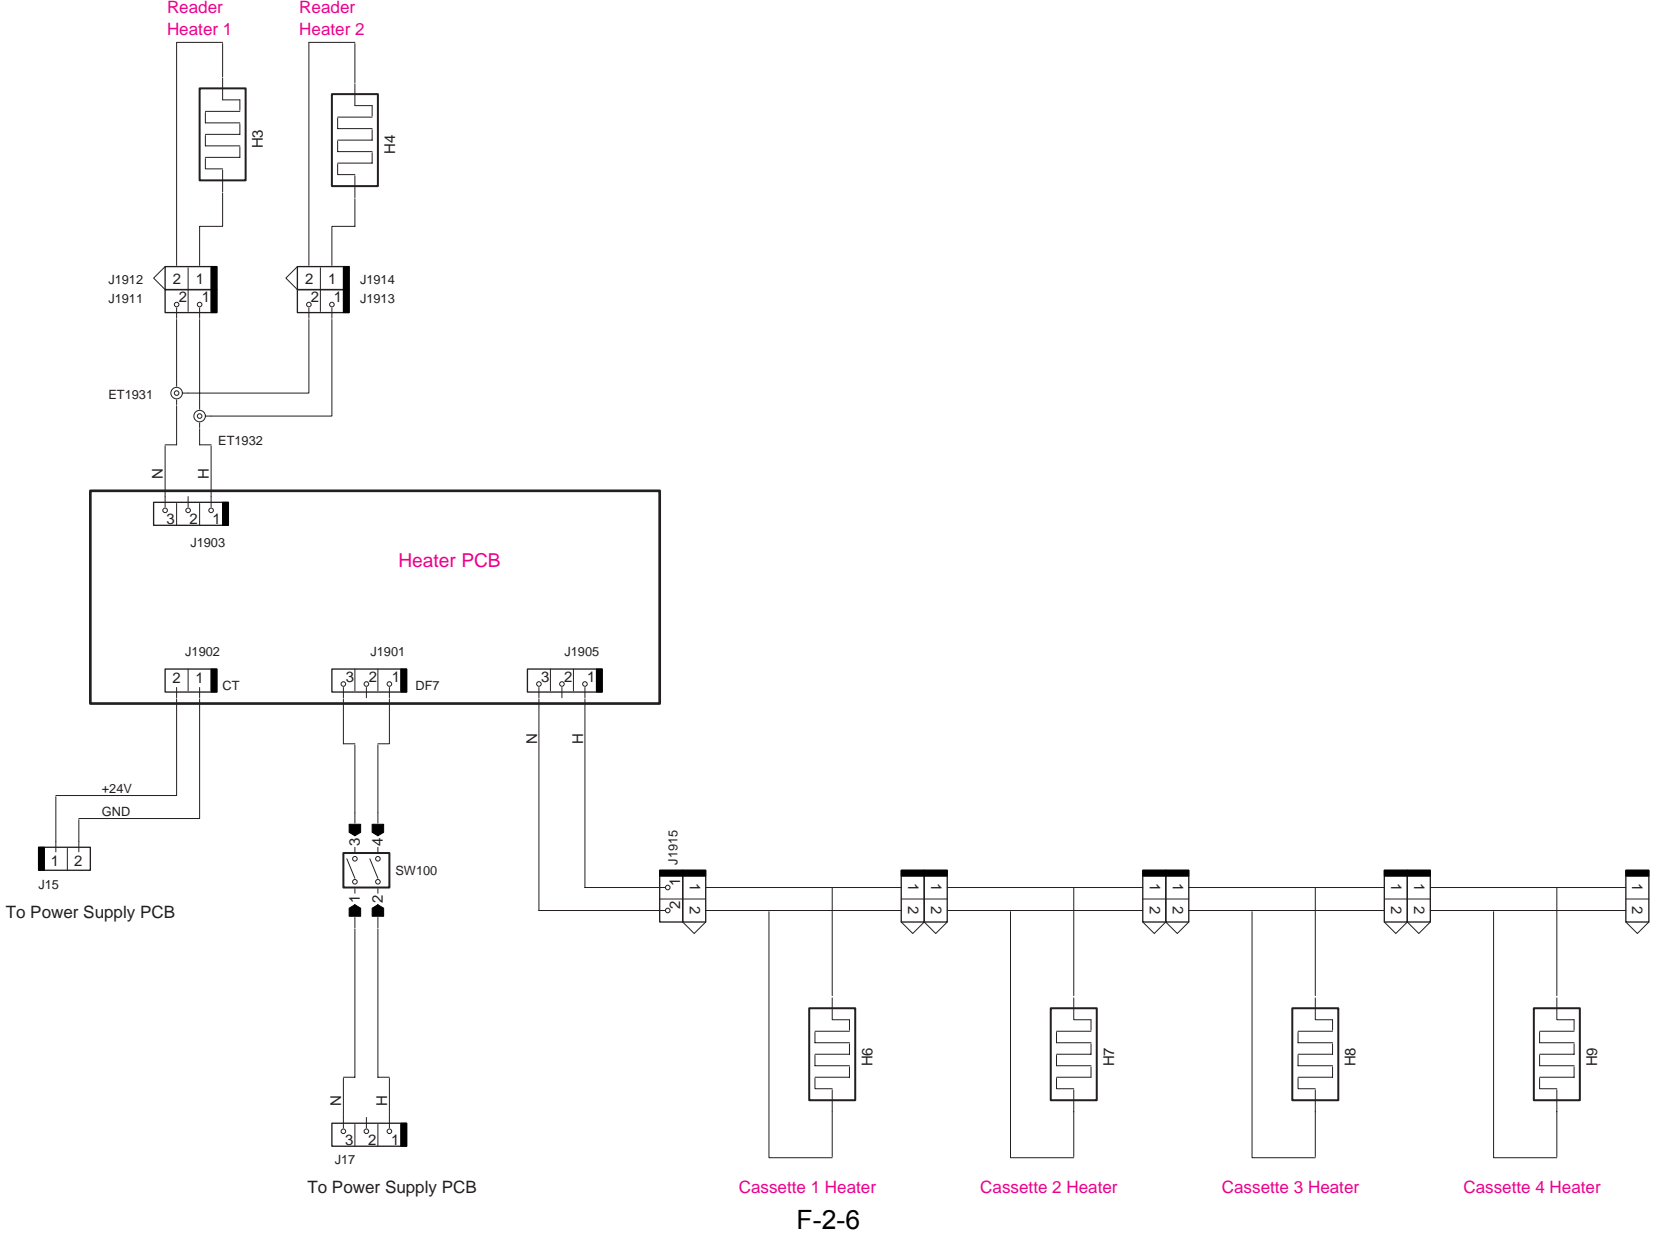 Reader
Heater 1
Reader
Heater 2
H3
H4
J1912
2 1
J1911
2 1
2 1
J1914
2 1
J1913
ET1931
ET1932
N
H
3 2 1
J1903
Heater PCB
J1902
2 1
CT
J1901
3 2 1
DF7
J1905
3 2 1
N
H
+24V
GND
1 2
J15
To Power Supply PCB
3 4
SW100
1 2
N
H
3 2 1
J17
To Power Supply PCB
J1915
1 1
2 2
1 1
2 2
1 1
2 2
1 1
2 2
1
2
H6
H7
H8
H9
Cassette 1 Heater
Cassette 2 Heater
Cassette 3 Heater
Cassette 4 Heater
F-2-6